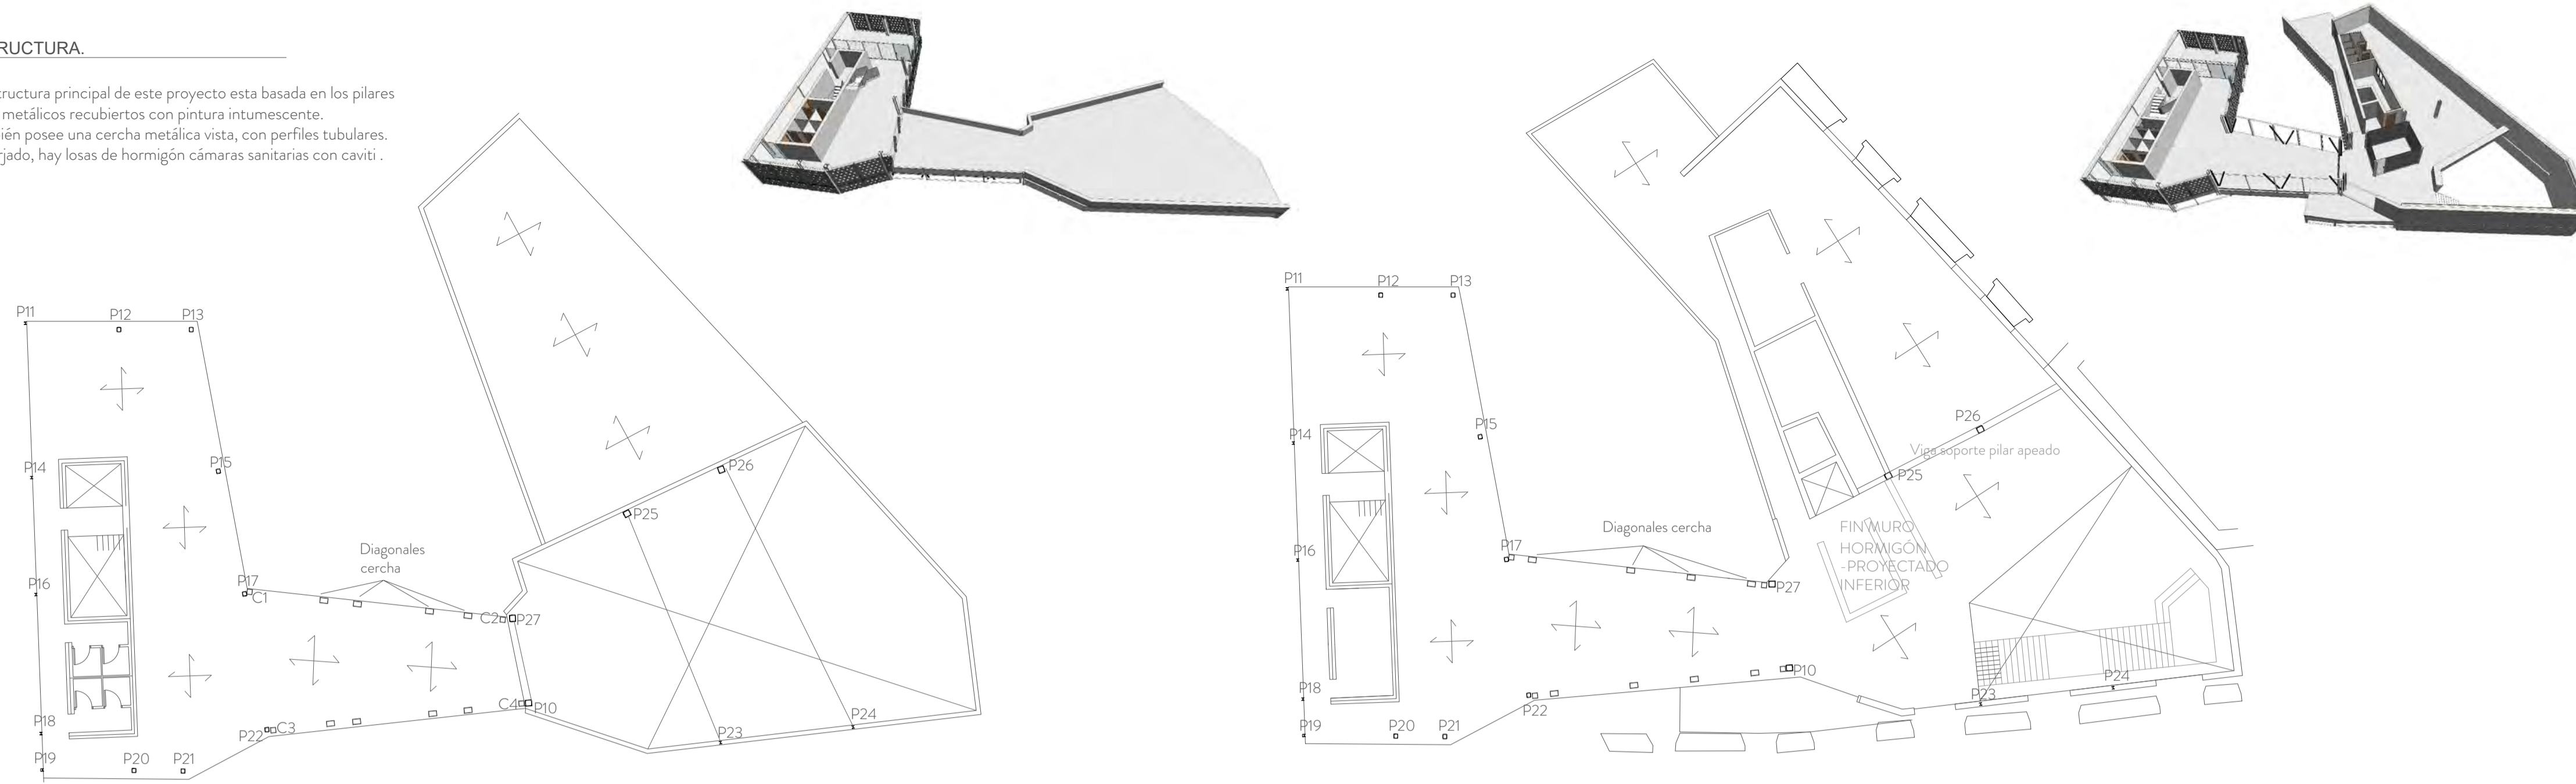 RUCTURA.
ructura principal de este proyecto esta basada en los pilares
metálicos recubiertos con pintura intumescente.
ién posee una cercha metálica vista, con perfiles tubulares.
rjado, hay losas de hormigón cámaras sanitarias con caviti .
P11
P12
P13
P14
P15
P16
P17
C1
Diagonales
cercha
C2
P27
P26
P25
P18
P22
C3
C4
P10
P19
P20
P21
P23
P24
P11
P12
P13
P14
P15
P16
P17
Diagonales cercha
P27
P26
Viga soporte pilar apeado
P25
FIN MURO
HORMIGÓN
-PROYECTADO
INFERIOR
P18
P22
P10
P19
P20
P21
P23
P24